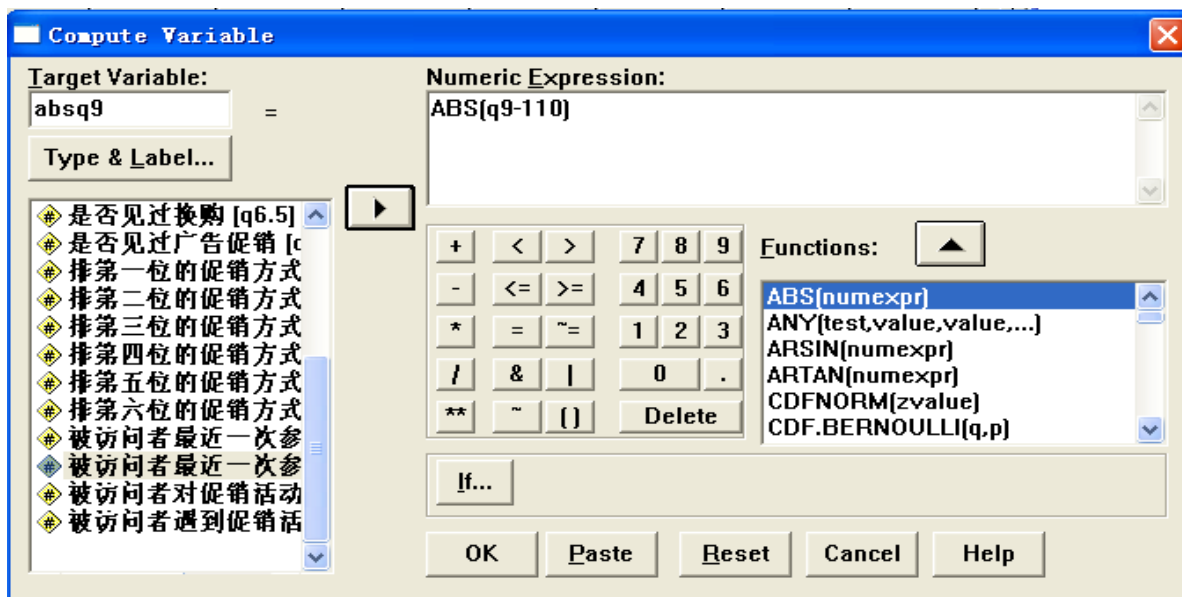 Compute Variable
Target Variable:
absq9
=
Type & Label...
Numeric Expression:
ABS(q9-110)
是否见过换购 [q6.5]
是否见过广告促销 [q
排第一位的促销方式
排第二位的促销方式
排第三位的促销方式
排第四位的促销方式
排第五位的促销方式
排第六位的促销方式
被访问者最近一次参
被访问者最近一次参
被访问者对促销活动
被访问者遇到促销活
+ < > 7 8 9
- <= >= 4 5 6
* = ~= 1 2 3
/ & | 0 .
** ~ () Delete
Functions:
ABS(numexpr)
ANY(test,value,value,...)
ARSIN(numexpr)
ARTAN(numexpr)
CDFNORM(zvalue)
CDF.BERNOULLI(q,p)
If...
OK Paste Reset Cancel Help